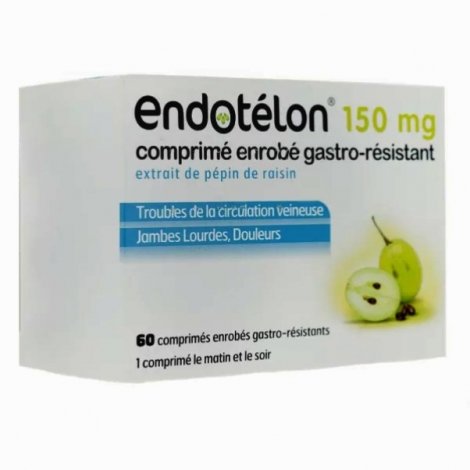 endotélon® 150 mg
comprimé enrobé gastro-résistant
extrait de pépin de raisin
Troubles de la circulation veineuse
Jambes Lourdes, Douleurs
60 comprimés enrobés gastro-résistants
1 comprimé le matin et le soir